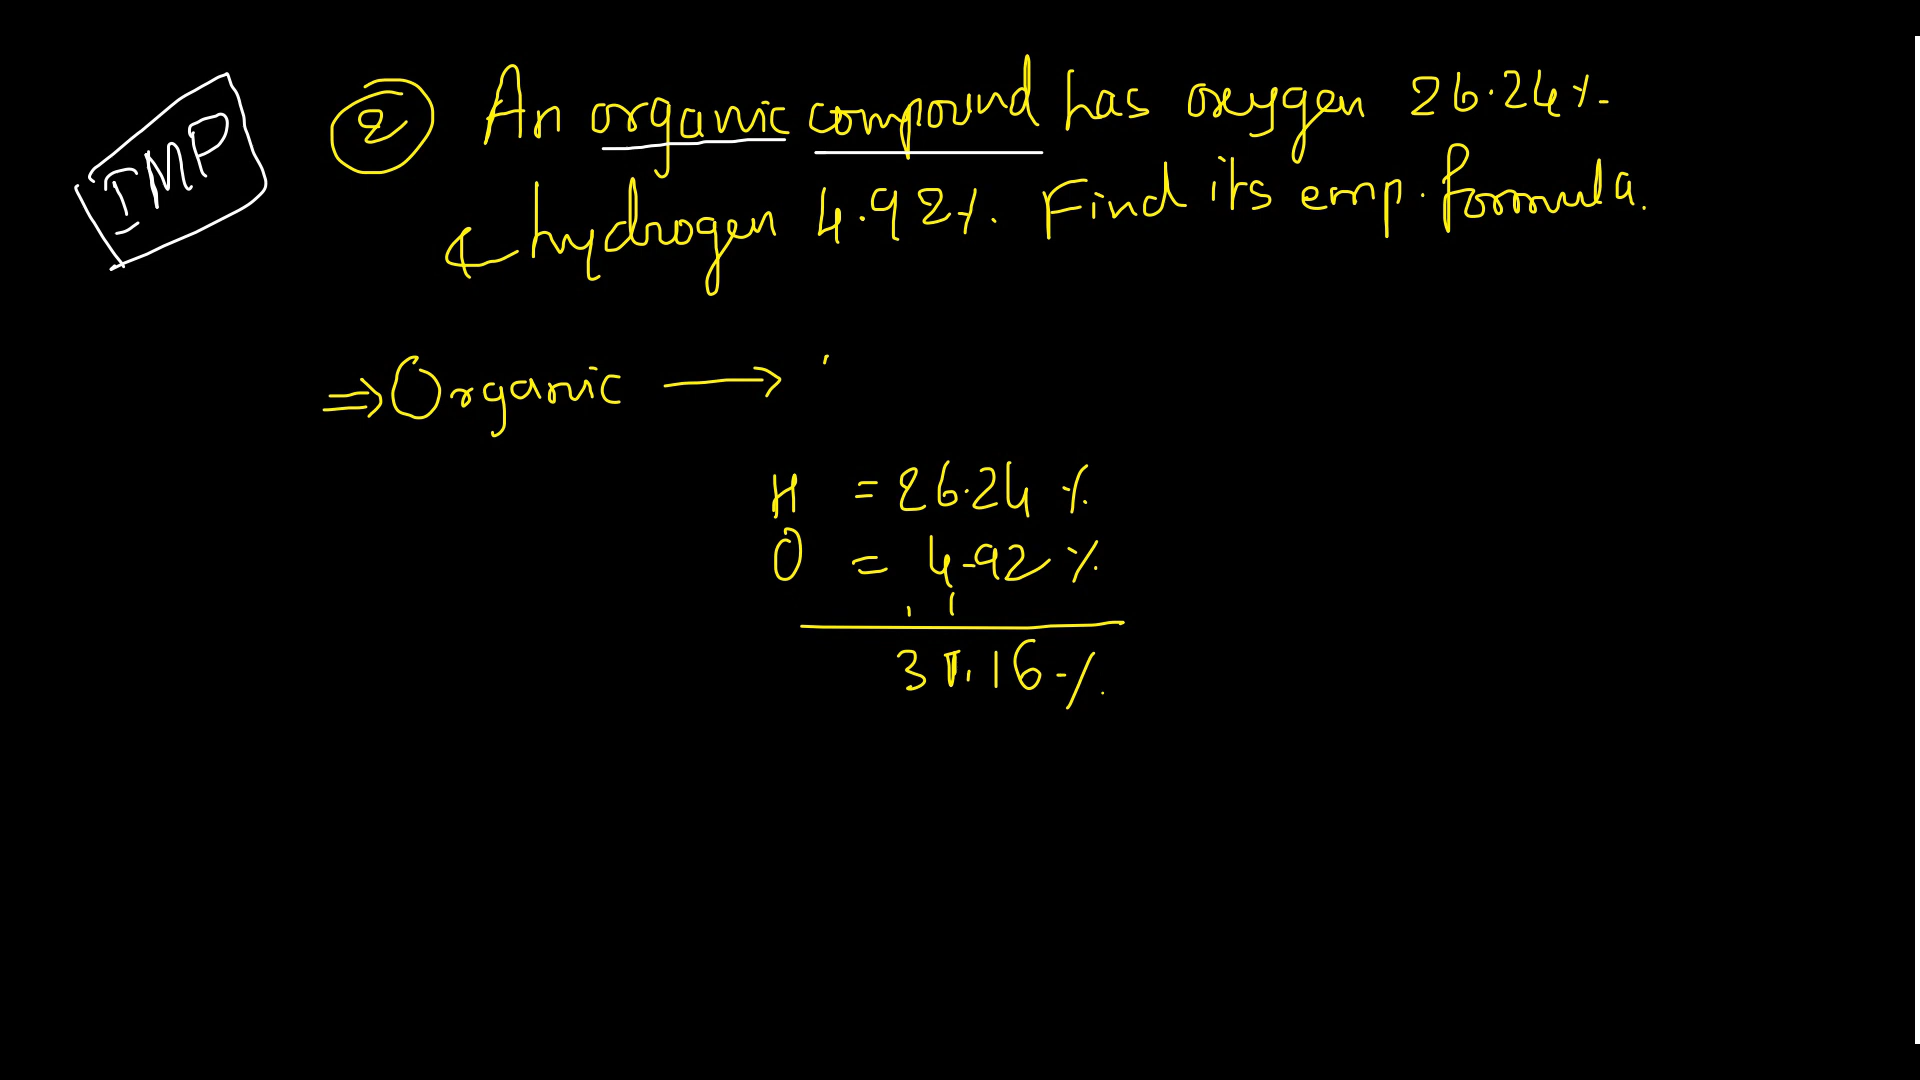 IMP
② An organic compound has oxygen 26.24%
& hydrogen 4.92%. Find its emp. formula.
⇒ Organic →
H = 26.24 %
O = 4.92 %
31.16 %